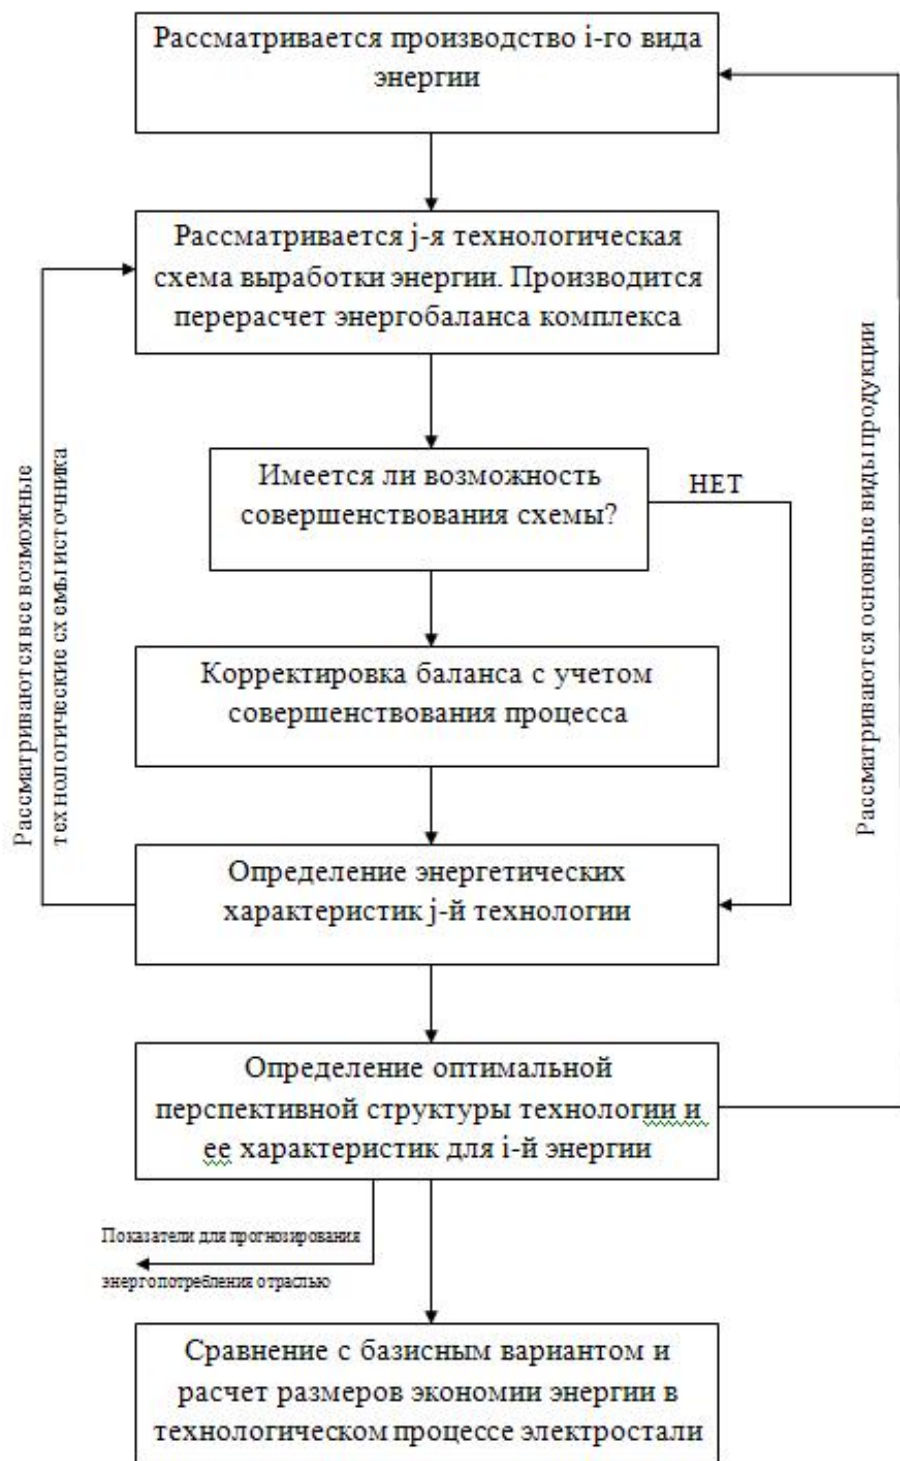 Рассматривается производство i-го вида
энергии
Рассматривается j-я технологическая
схема выработки энергии. Производится
перерасчет энергобаланса комплекса
Имеется ли возможность
совершенствования схемы?
НЕТ
Корректировка баланса с учетом
совершенствования процесса
Определение энергетических
характеристик j-й технологии
Определение оптимальной
перспективной структуры технологии и
ее характеристик для i-й энергии
Показатели для прогнозирования
энергопотребления отраслью
Сравнение с базисным вариантом и
расчет размеров экономии энергии в
технологическом процессе электростали
Рассматриваются все возможные
технологические схемы источника
Рассматриваются основные виды продукции